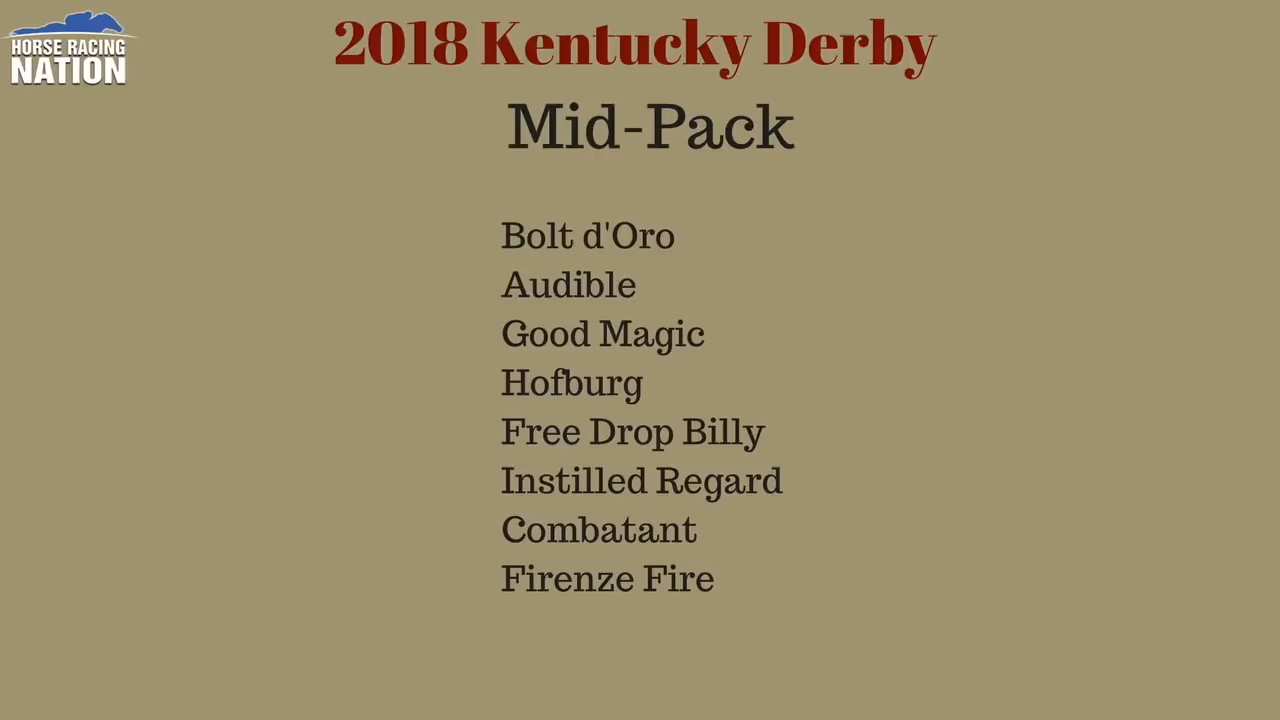 HORSE RACING
NATION
2018 Kentucky Derby
Mid-Pack
Bolt d'Oro
Audible
Good Magic
Hofburg
Free Drop Billy
Instilled Regard
Combatant
Firenze Fire